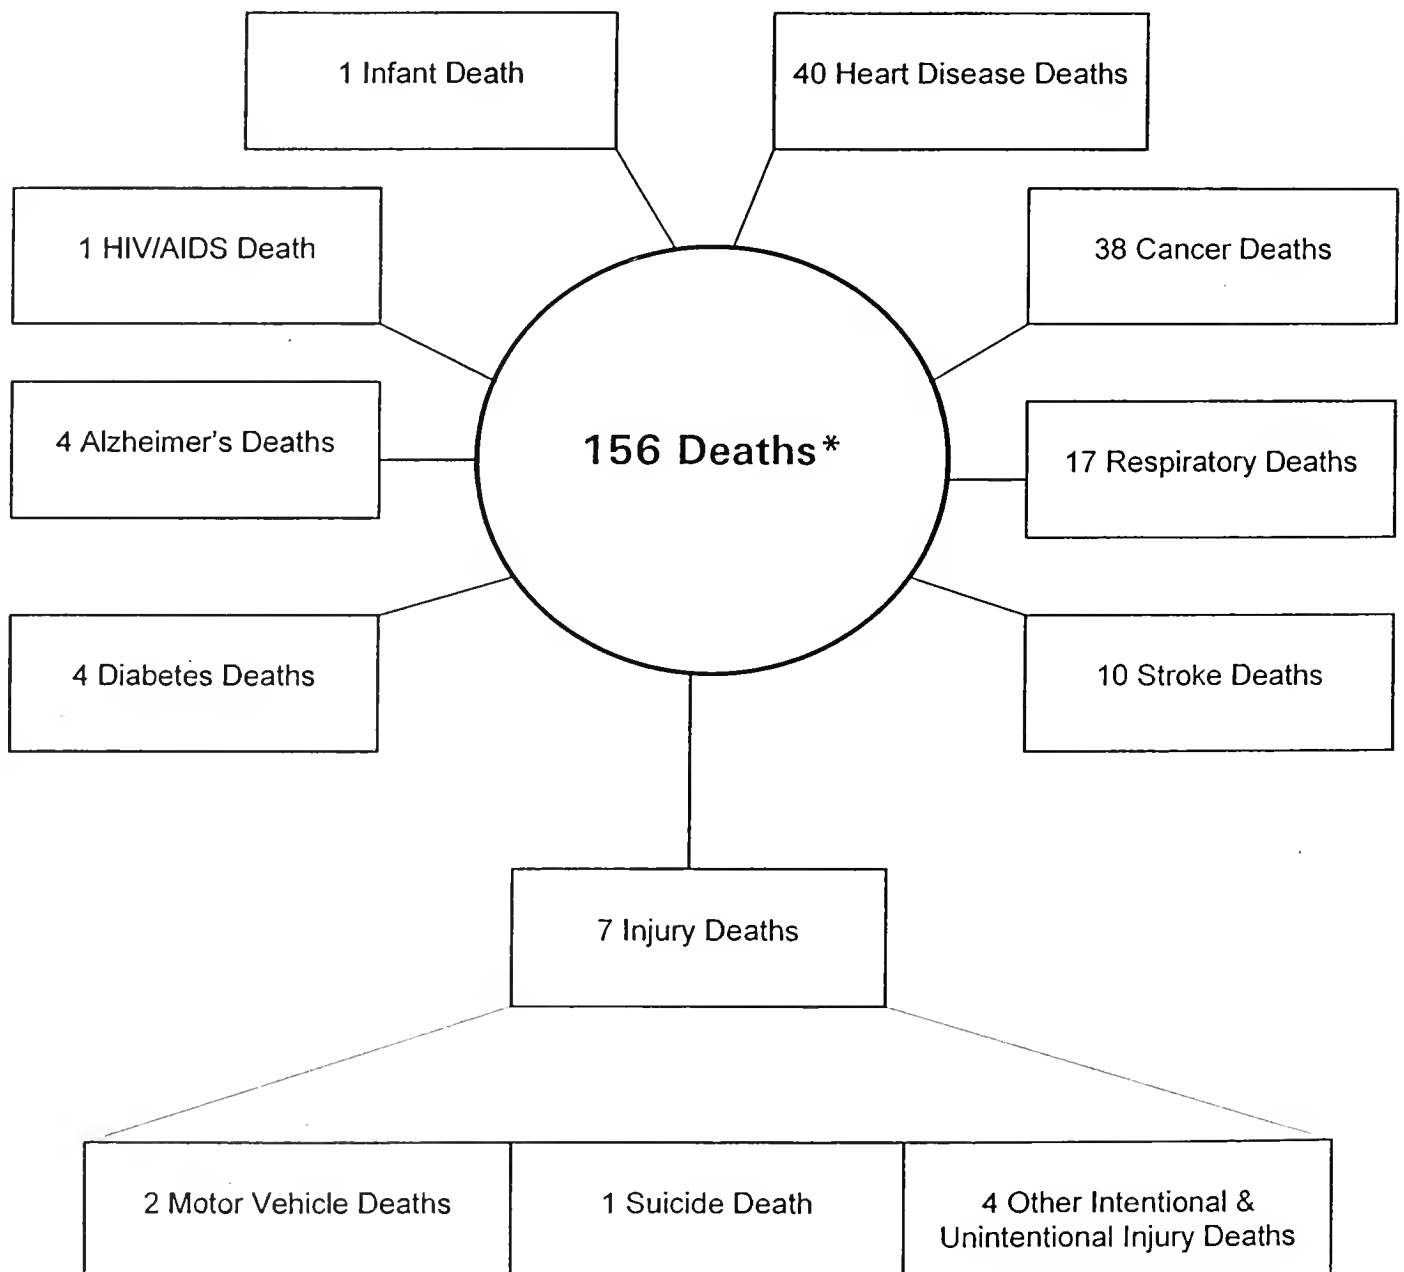 1 Infant Death
40 Heart Disease Deaths
1 HIV/AIDS Death
38 Cancer Deaths
4 Alzheimer's Deaths
156 Deaths*
17 Respiratory Deaths
4 Diabetes Deaths
10 Stroke Deaths
7 Injury Deaths
2 Motor Vehicle Deaths
1 Suicide Death
4 Other Intentional &
Unintentional Injury Deaths